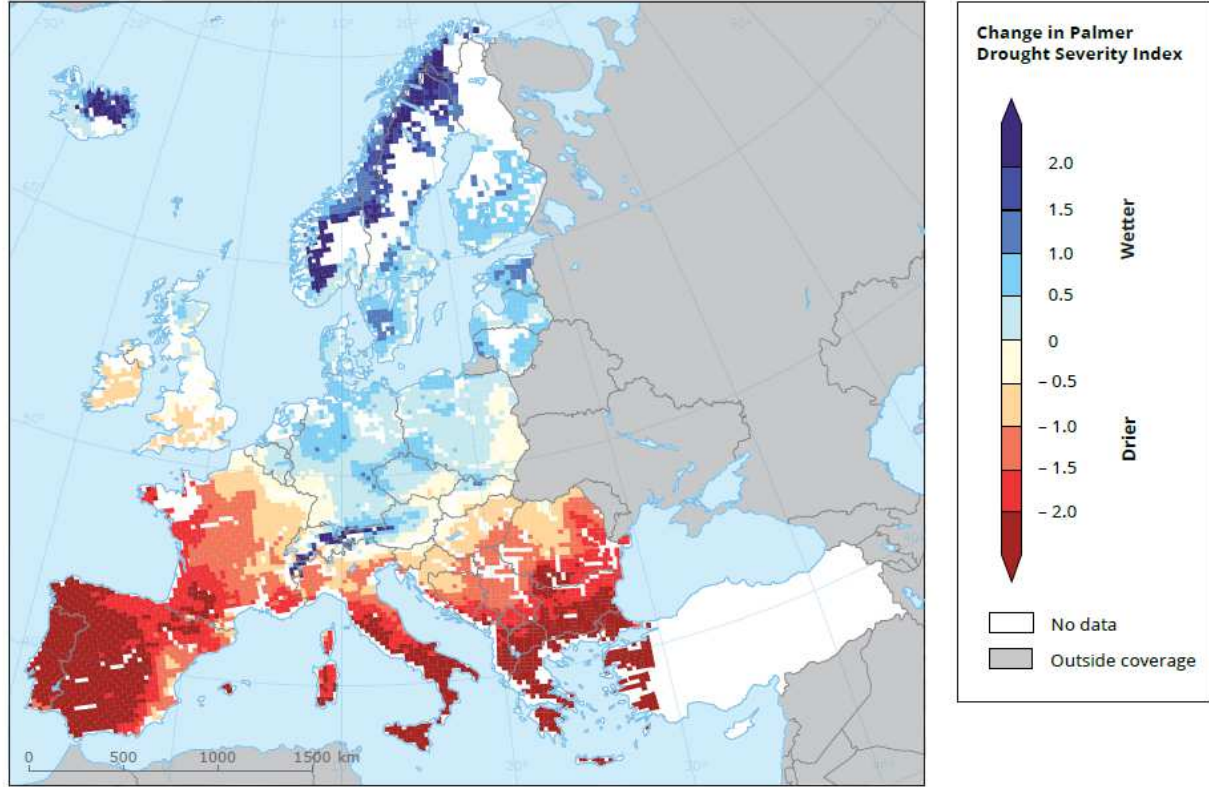 Change in Palmer
Drought Severity Index
2.0
1.5
1.0
0.5
0
– 0.5
– 1.0
– 1.5
– 2.0
Wetter
Drier
No data
Outside coverage
0 500 1000 1500 km